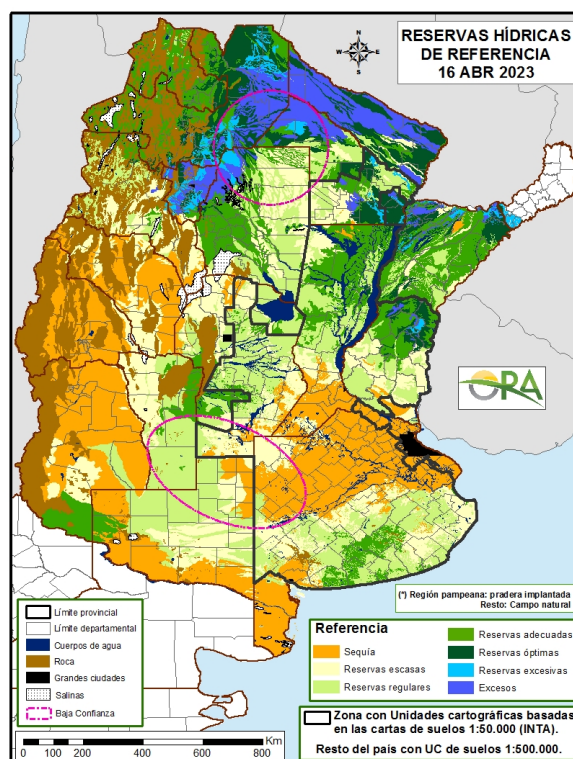 RESERVAS HÍDRICAS
DE REFERENCIA
16 ABR 2023
N
W
E
S
ORA
(*) Región pampeana: pradera implantada
Resto: Campo natural
Límite provincial
Límite departamental
Cuerpos de agua
Roca
Grandes ciudades
Salinas
Baja Confianza
Referencia
Sequía
Reservas escasas
Reservas regulares
Reservas adecuadas
Reservas óptimas
Reservas excesivas
Excesos
Zona con Unidades cartográficas basadas
en las cartas de suelos 1:50.000 (INTA).
Resto del país con UC de suelos 1:500.000.
Km
0 100 200 400 600 800